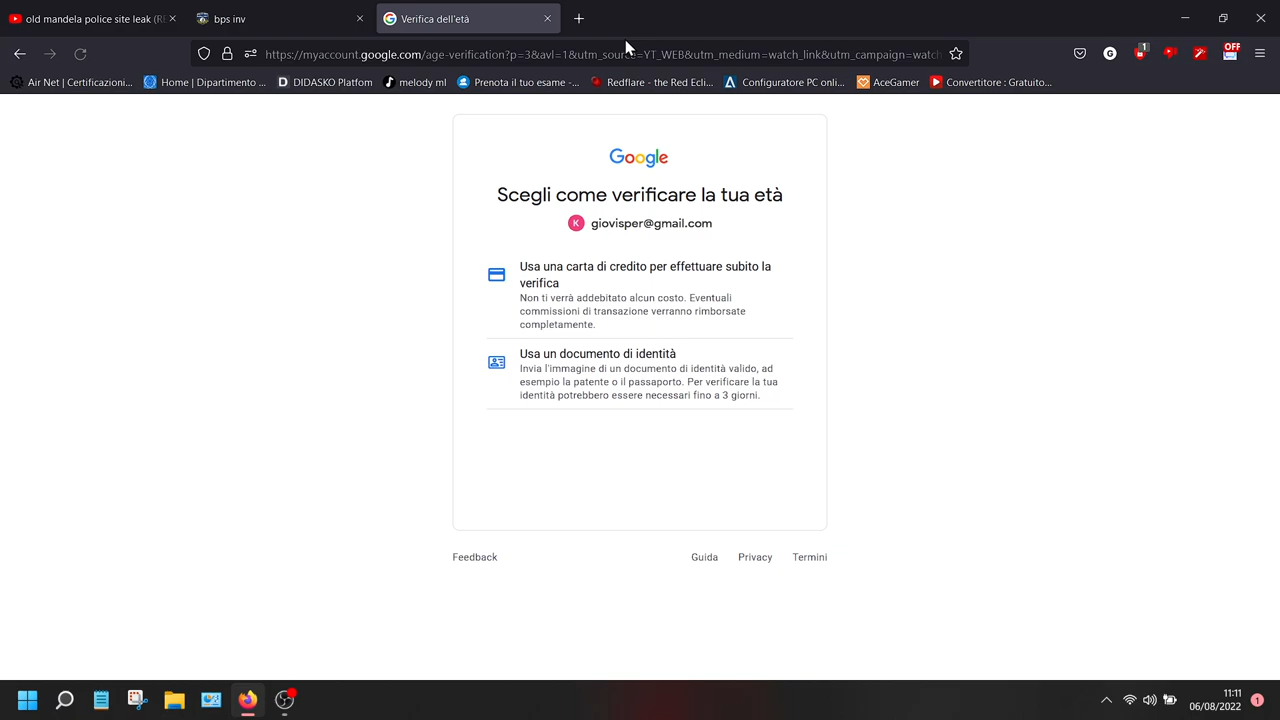 old mandela police site leak (RE
bps inv
Verifica dell'età
https://myaccount.google.com/age-verification?p=3&avl=1&utm_source=YT_WEB&utm_medium=watch_link&utm_campaign=watch
1
OFF
Air Net | Certificazioni...
Home | Dipartimento ...
DIDASKO Platfom
melody ml
Prenota il tuo esame -...
Redflare - the Red Ecli...
Configuratore PC onli...
AceGamer
Convertitore : Gratuito...
Google
Scegli come verificare la tua età
K
giovisper@gmail.com
Usa una carta di credito per effettuare subito la
verifica
Non ti verrà addebitato alcun costo. Eventuali
commissioni di transazione verranno rimborsate
completamente.
Usa un documento di identità
Invia l'immagine di un documento di identità valido, ad
esempio la patente o il passaporto. Per verificare la tua
identità potrebbero essere necessari fino a 3 giorni.
Feedback
Guida
Privacy
Termini
11:11
06/08/2022
1